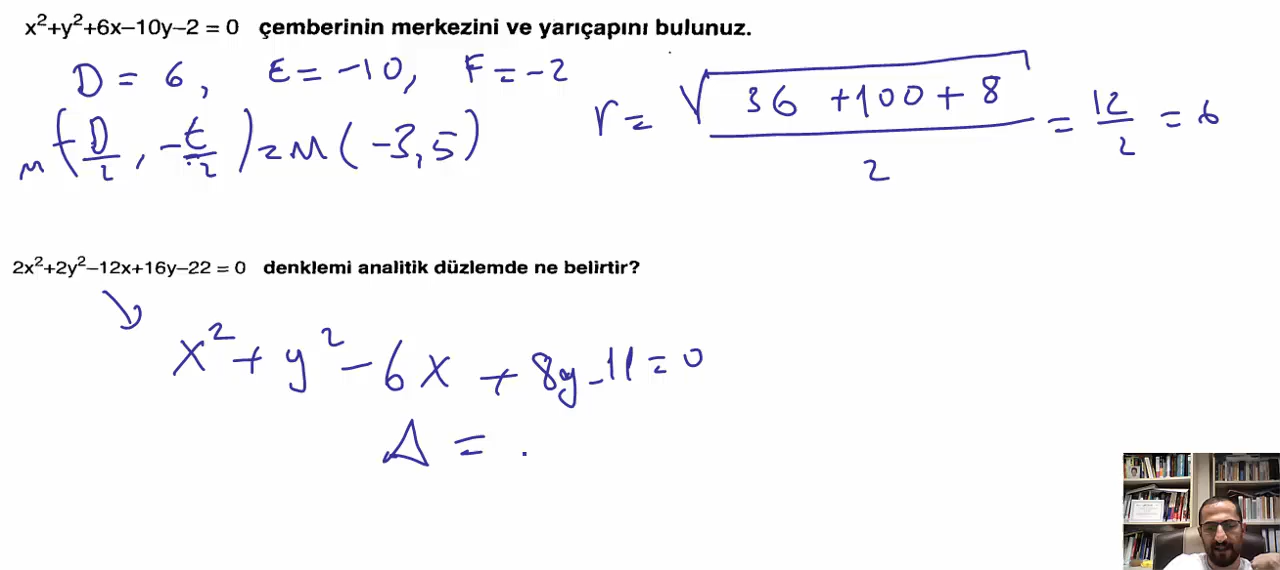 x²+y²+6x−10y−2 = 0 çemberinin merkezini ve yarıçapını bulunuz.
D = 6, E = -10, F = -2
M(-D/2, -E/2) = M(-3, 5)
r = √(36 + 100 + 8)/2 = 12/2 = 6
2x²+2y²−12x+16y−22 = 0 denklemi analitik düzlemde ne belirtir?
x² + y² - 6x + 8y - 11 = 0
Δ = .